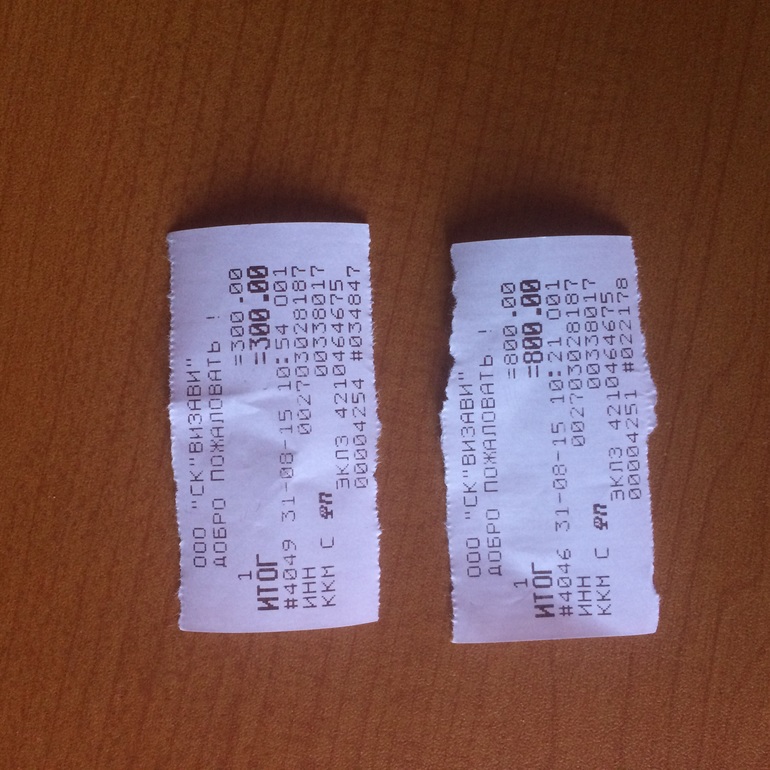 ООО "СК"ВИЗАВИ"
ДОБРО ПОЖАЛОВАТЬ !
1 =300.00
ИТОГ =300.00
#4049 31-08-15 10:54 001
ИНН 002703028187
ККМ С ФП 00338017
ЭКЛЗ 4210464675
00004254 #034847
ООО "СК"ВИЗАВИ"
ДОБРО ПОЖАЛОВАТЬ !
1 =800.00
ИТОГ =800.00
#4046 31-08-15 10:21 001
ИНН 002703028187
ККМ С ФП 00338017
ЭКЛЗ 4210464675
00004251 #022178